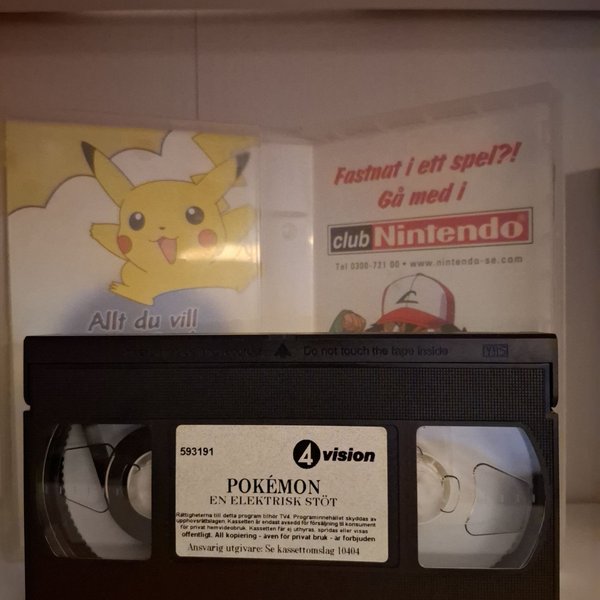 Fastnat i ett spel?!
Gå med i
club Nintendo®
Tel 0300-721 00 • www.nintendo-se.com
Allt du vill
Do not touch the tape inside
VHS
593191
4 vision
POKÉMON
EN ELEKTRISK STÖT
Rättigheterna till detta program tillhör TV4. Programinnehållet skyddas av
upphovsrättslagen. Kassetten är endast avsedd för försäljning till konsument
för privat hemvideobruk. Kassetten får ej uthyras, spridas eller visas
offentligt. All kopiering - även för privat bruk - är förbjuden
Ansvarig utgivare: Se kassettomslag 10404